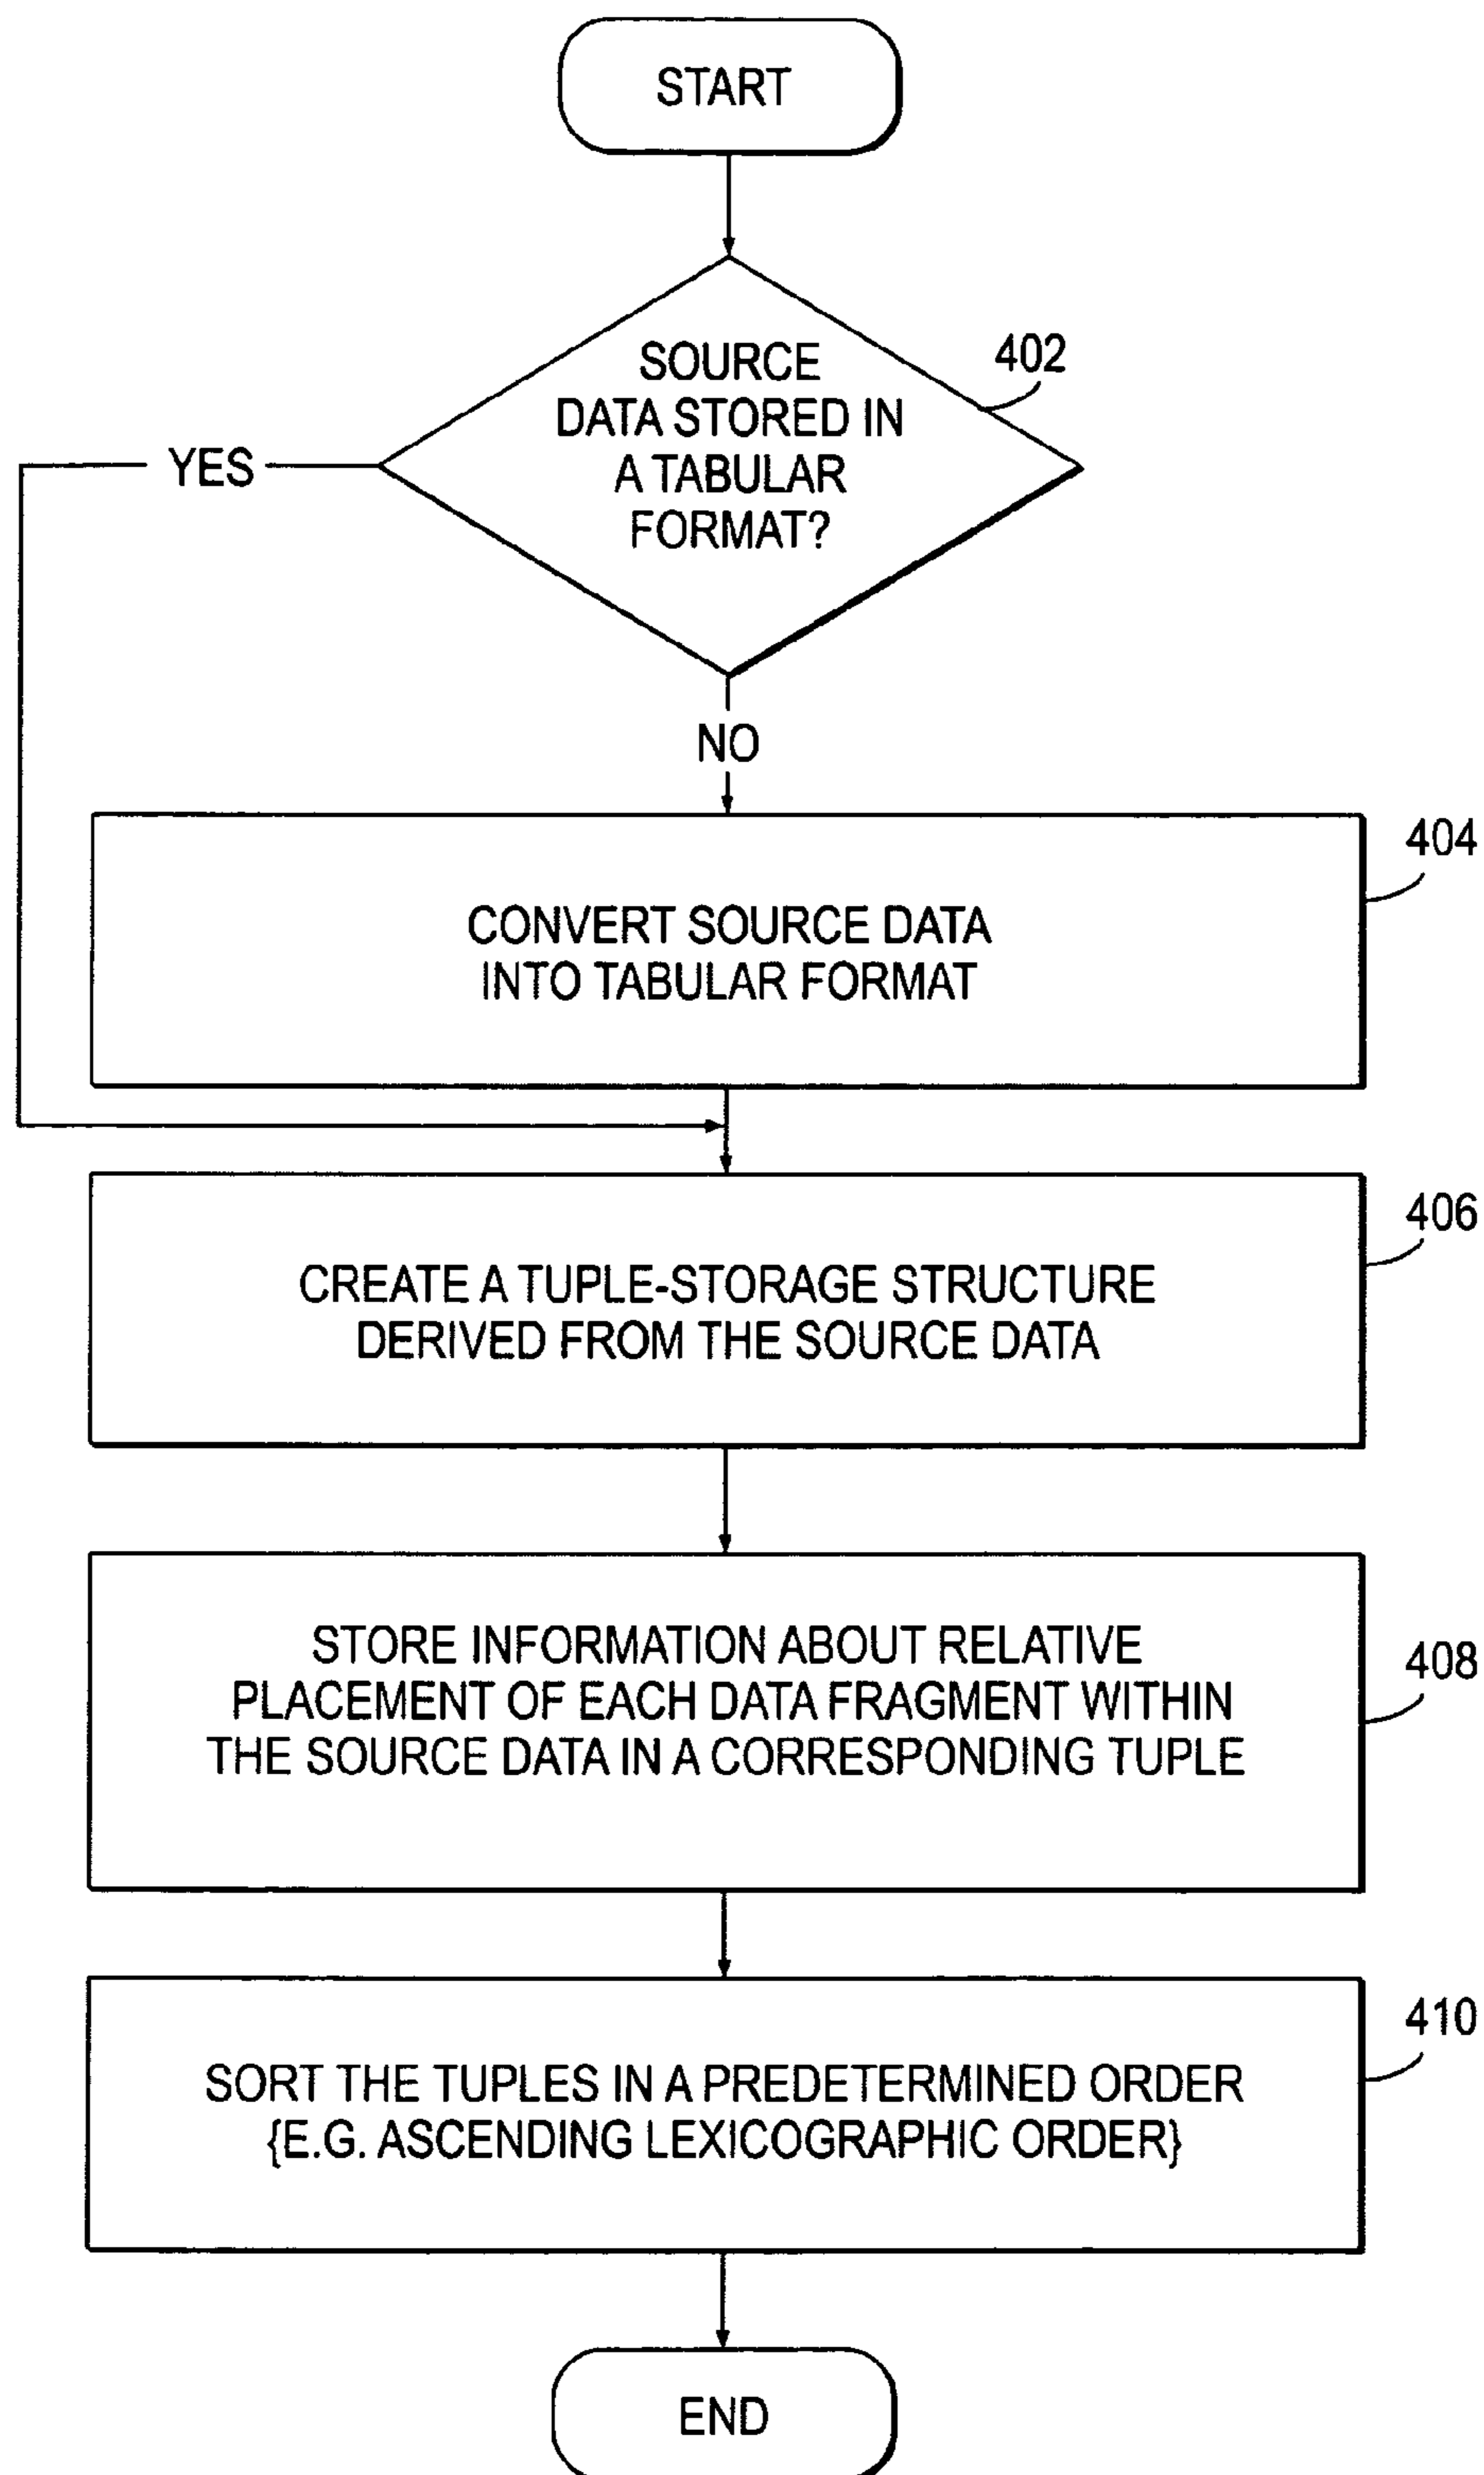 START
SOURCE
DATA STORED IN
A TABULAR
FORMAT?
402
YES
NO
404
CONVERT SOURCE DATA
INTO TABULAR FORMAT
406
CREATE A TUPLE-STORAGE STRUCTURE
DERIVED FROM THE SOURCE DATA
STORE INFORMATION ABOUT RELATIVE
PLACEMENT OF EACH DATA FRAGMENT WITHIN
THE SOURCE DATA IN A CORRESPONDING TUPLE
408
410
SORT THE TUPLES IN A PREDETERMINED ORDER
{E.G. ASCENDING LEXICOGRAPHIC ORDER}
END